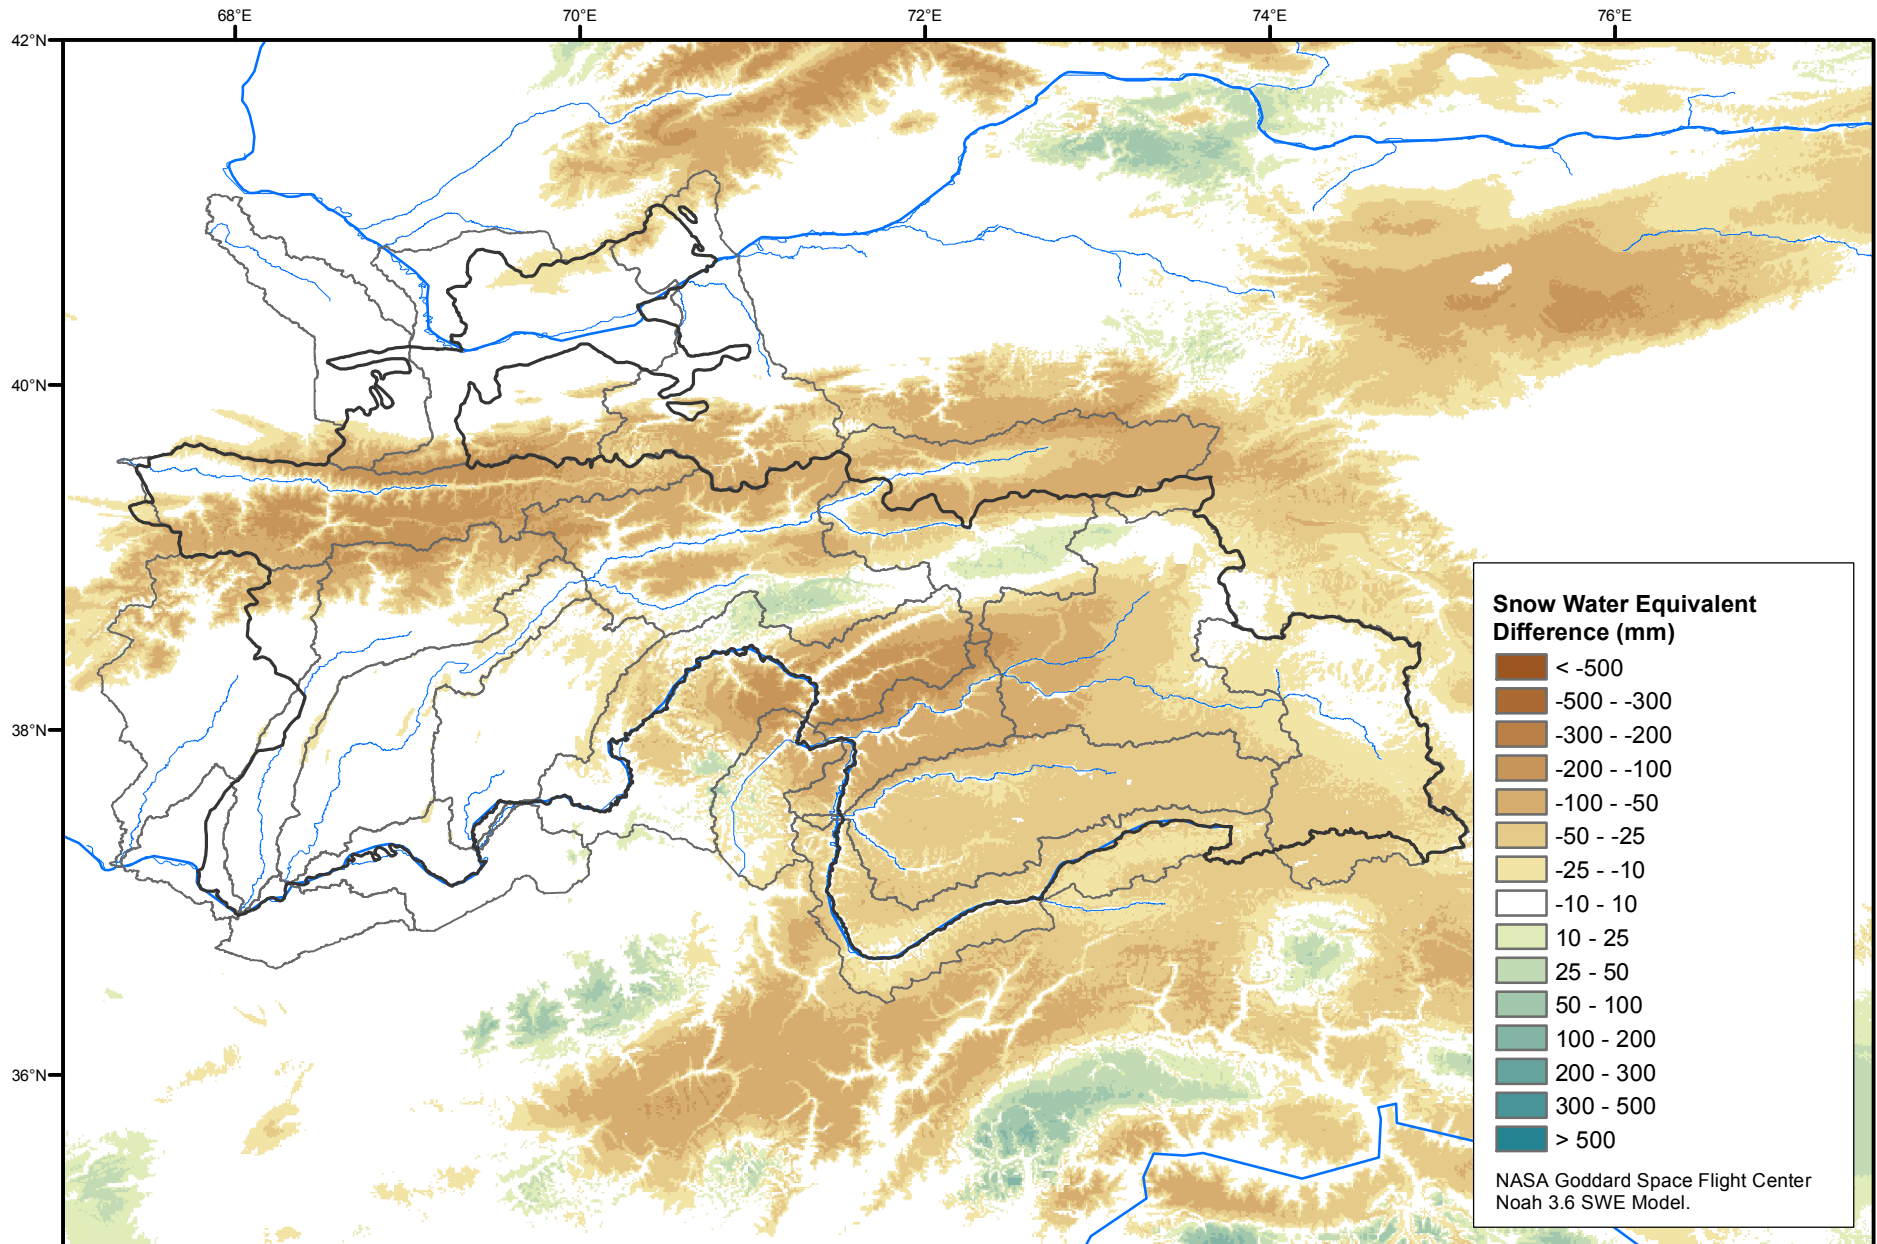 68°E
70°E
72°E
74°E
76°E
42°N
40°N
38°N
36°N
Snow Water Equivalent
Difference (mm)
< -500
-500 - -300
-300 - -200
-200 - -100
-100 - -50
-50 - -25
-25 - -10
-10 - 10
10 - 25
25 - 50
50 - 100
100 - 200
200 - 300
300 - 500
> 500
NASA Goddard Space Flight Center
Noah 3.6 SWE Model.